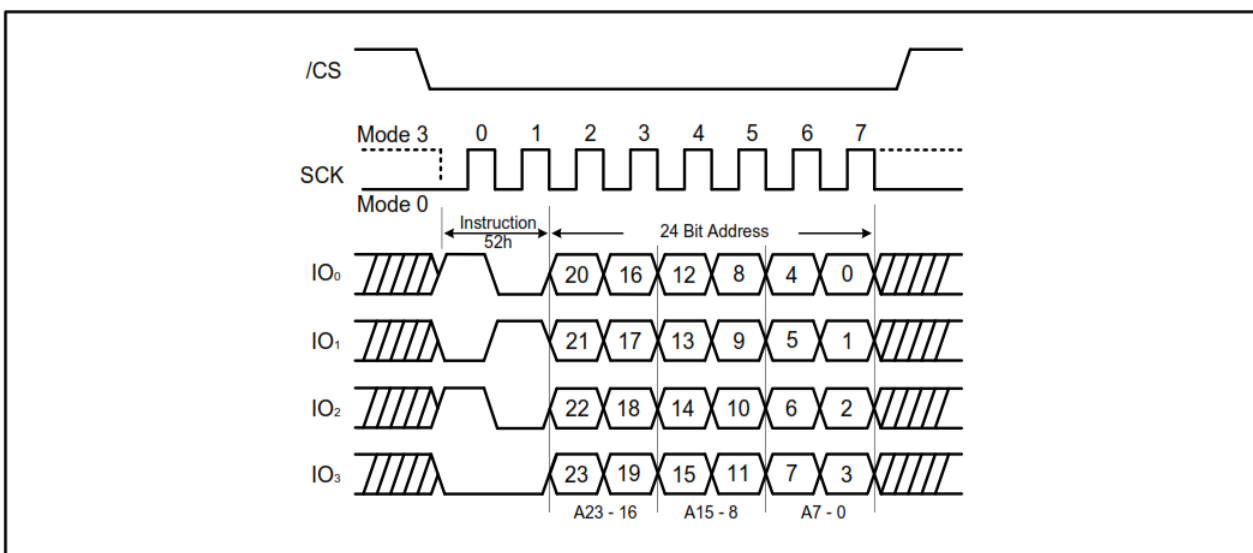 /CS
Mode 3 0 1 2 3 4 5 6 7
SCK
Mode 0
Instruction
52h
24 Bit Address
IO₀ 20 16 12 8 4 0
IO₁ 21 17 13 9 5 1
IO₂ 22 18 14 10 6 2
IO₃ 23 19 15 11 7 3
A23 - 16 A15 - 8 A7 - 0